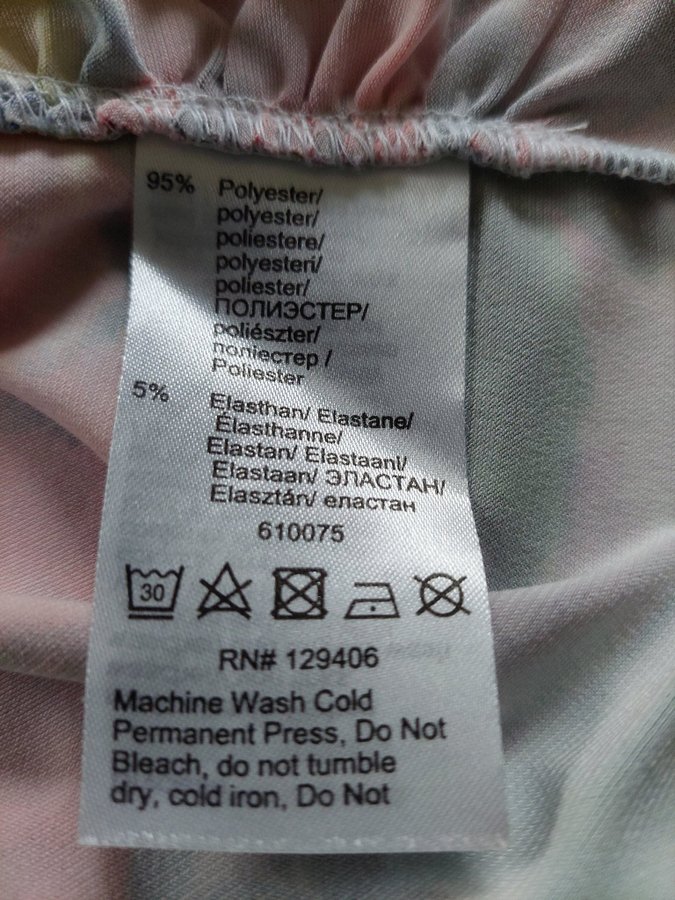 95% Polyester/
polyester/
poliestere/
polyesteri/
poliester/
ПОЛИЭСТЕР/
poliészter/
поліестер /
Poliester
5% Elasthan/ Elastane/
Élasthanne/
Elastan/ Elastaani/
Elastaan/ ЭЛАСТАН/
Elasztán/ еластан
610075
30
RN# 129406
Machine Wash Cold
Permanent Press, Do Not
Bleach, do not tumble
dry, cold iron, Do Not